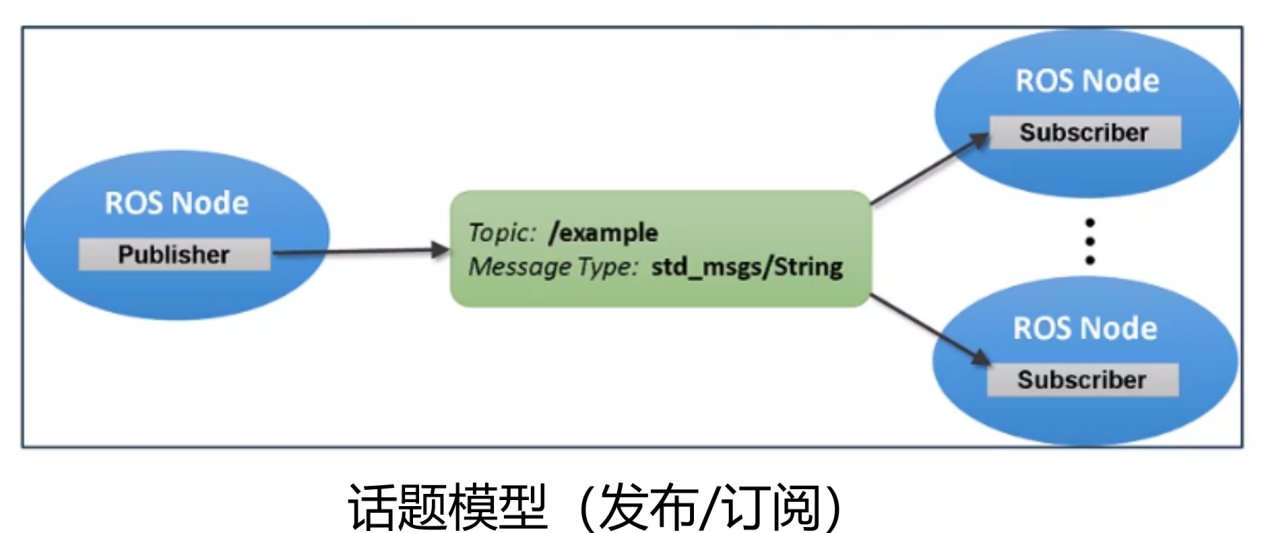 ROS Node
Publisher
Topic: /example
Message Type: std_msgs/String
ROS Node
Subscriber
ROS Node
Subscriber
话题模型（发布/订阅）